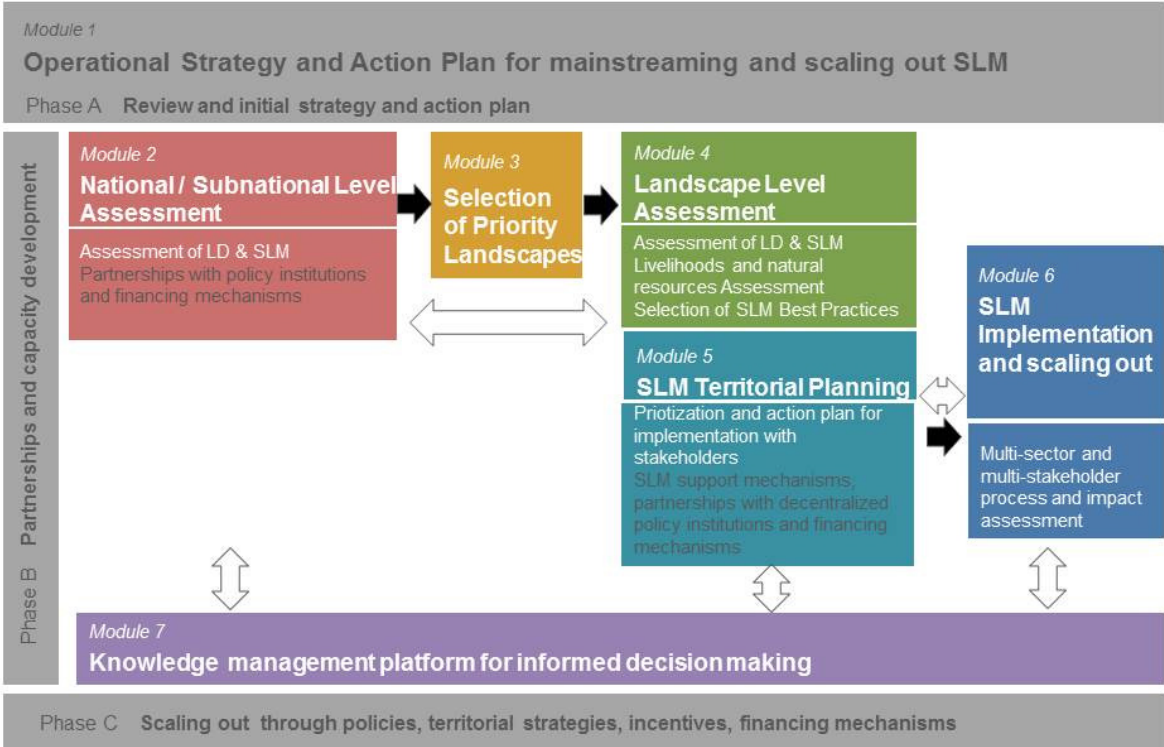 Module 1
Operational Strategy and Action Plan for mainstreaming and scaling out SLM
Phase A Review and initial strategy and action plan
Phase B Partnerships and capacity development
Module 2
National / Subnational Level
Assessment
Assessment of LD & SLM
Partnerships with policy institutions
and financing mechanisms
Module 3
Selection
of Priority
Landscapes
Module 4
Landscape Level
Assessment
Assessment of LD & SLM
Livelihoods and natural
resources Assessment
Selection of SLM Best Practices
Module 5
SLM Territorial Planning
Priotization and action plan for
implementation with
stakeholders
SLM support mechanisms,
partnerships with decentralized
policy institutions and financing
mechanisms
Module 6
SLM
Implementation
and scaling out
Multi-sector and
multi-stakeholder
process and impact
assessment
Module 7
Knowledge management platform for informed decision making
Phase C Scaling out through policies, territorial strategies, incentives, financing mechanisms